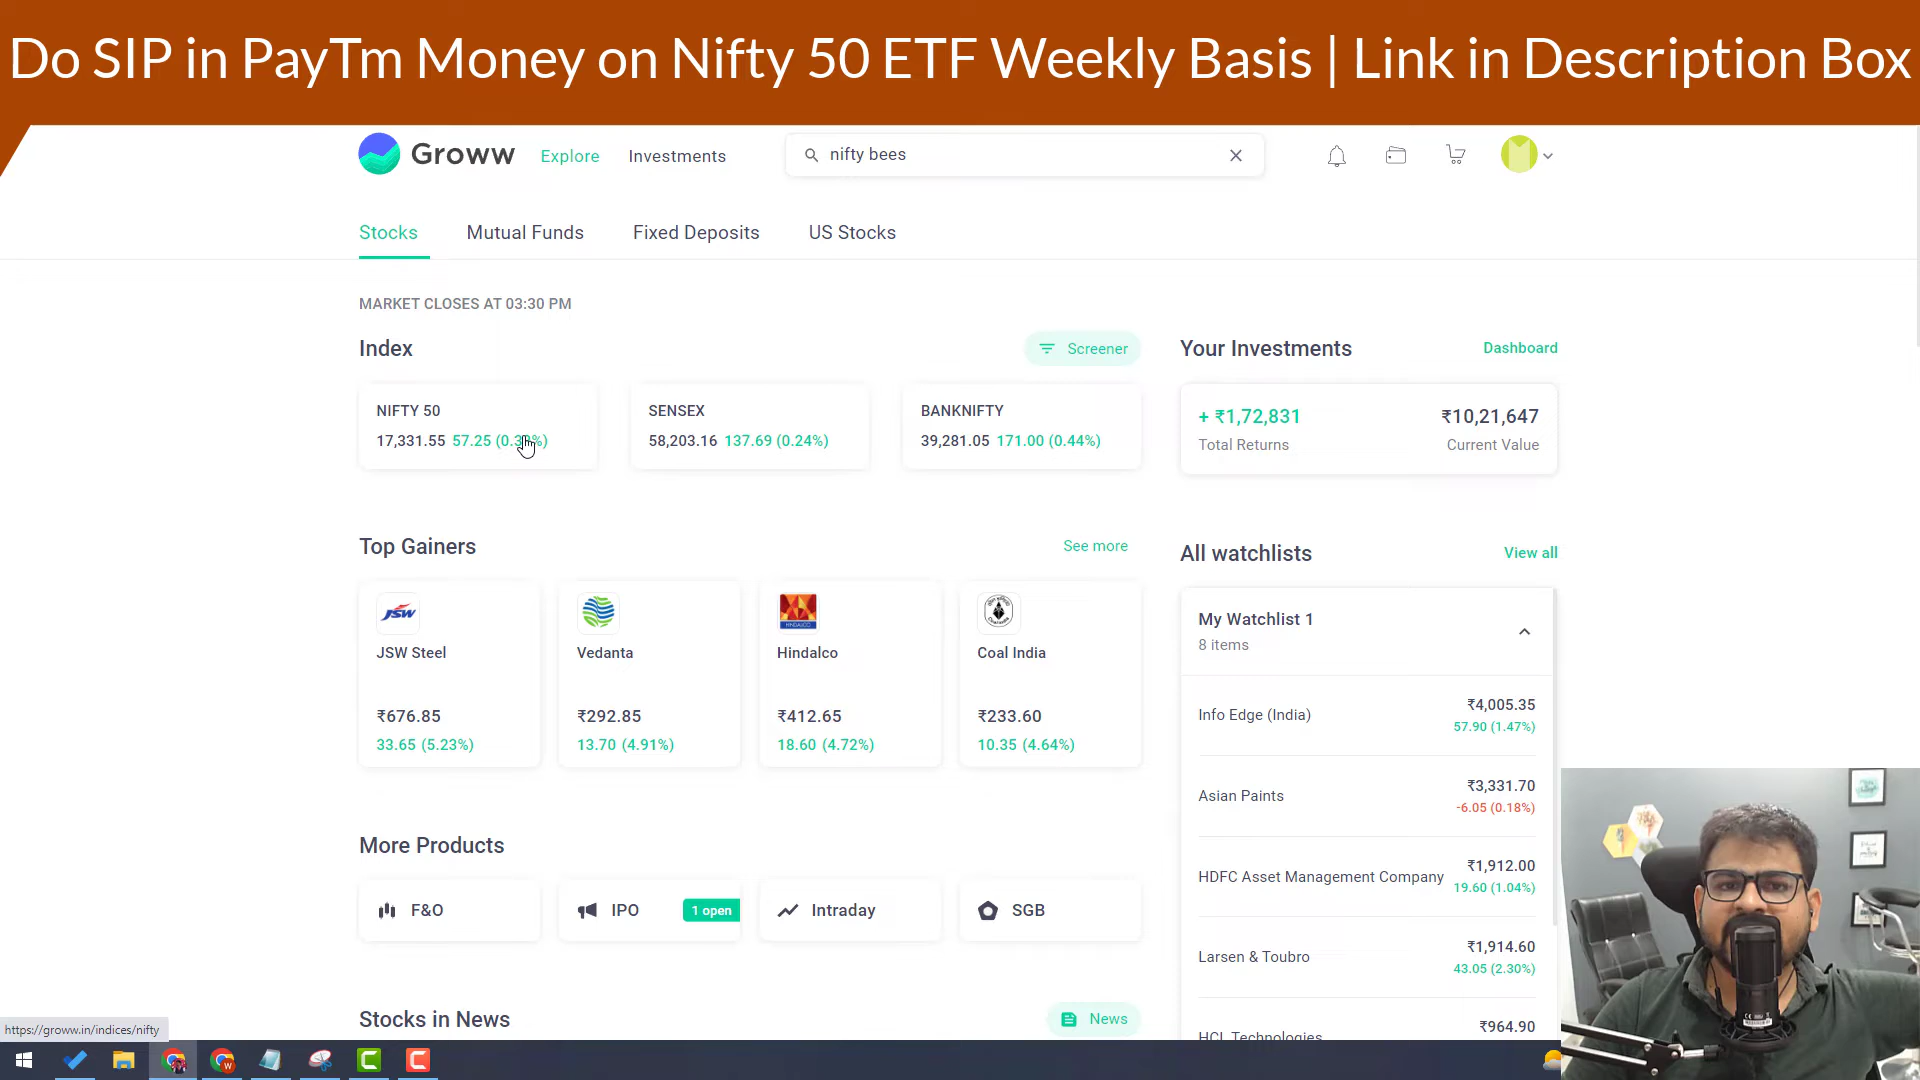 Do SIP in PayTm Money on Nifty 50 ETF Weekly Basis | Link in Description Box
Groww
Explore
Investments
nifty bees
Stocks
Mutual Funds
Fixed Deposits
US Stocks
MARKET CLOSES AT 03:30 PM
Index
Screener
NIFTY 50
17,331.55 57.25
SENSEX
58,203.16 137.69 (0.24%)
BANKNIFTY
39,281.05 171.00 (0.44%)
Your Investments
Dashboard
+ ₹1,72,831
₹10,21,647
Total Returns
Current Value
Top Gainers
See more
JSW
JSW Steel
₹676.85
33.65 (5.23%)
Vedanta
₹292.85
13.70 (4.91%)
HINDALCO
Hindalco
₹412.65
18.60 (4.72%)
Coal India
₹233.60
10.35 (4.64%)
All watchlists
View all
My Watchlist 1
8 items
Info Edge (India)
₹4,005.35
57.90 (1.47%)
Asian Paints
₹3,331.70
-6.05 (0.18%)
HDFC Asset Management Company
₹1,912.00
19.60 (1.04%)
Larsen & Toubro
₹1,914.60
43.05 (2.30%)
HCL Technologies
₹964.90
More Products
F&O
IPO
1 open
Intraday
SGB
Stocks in News
News
https://groww.in/indices/nifty